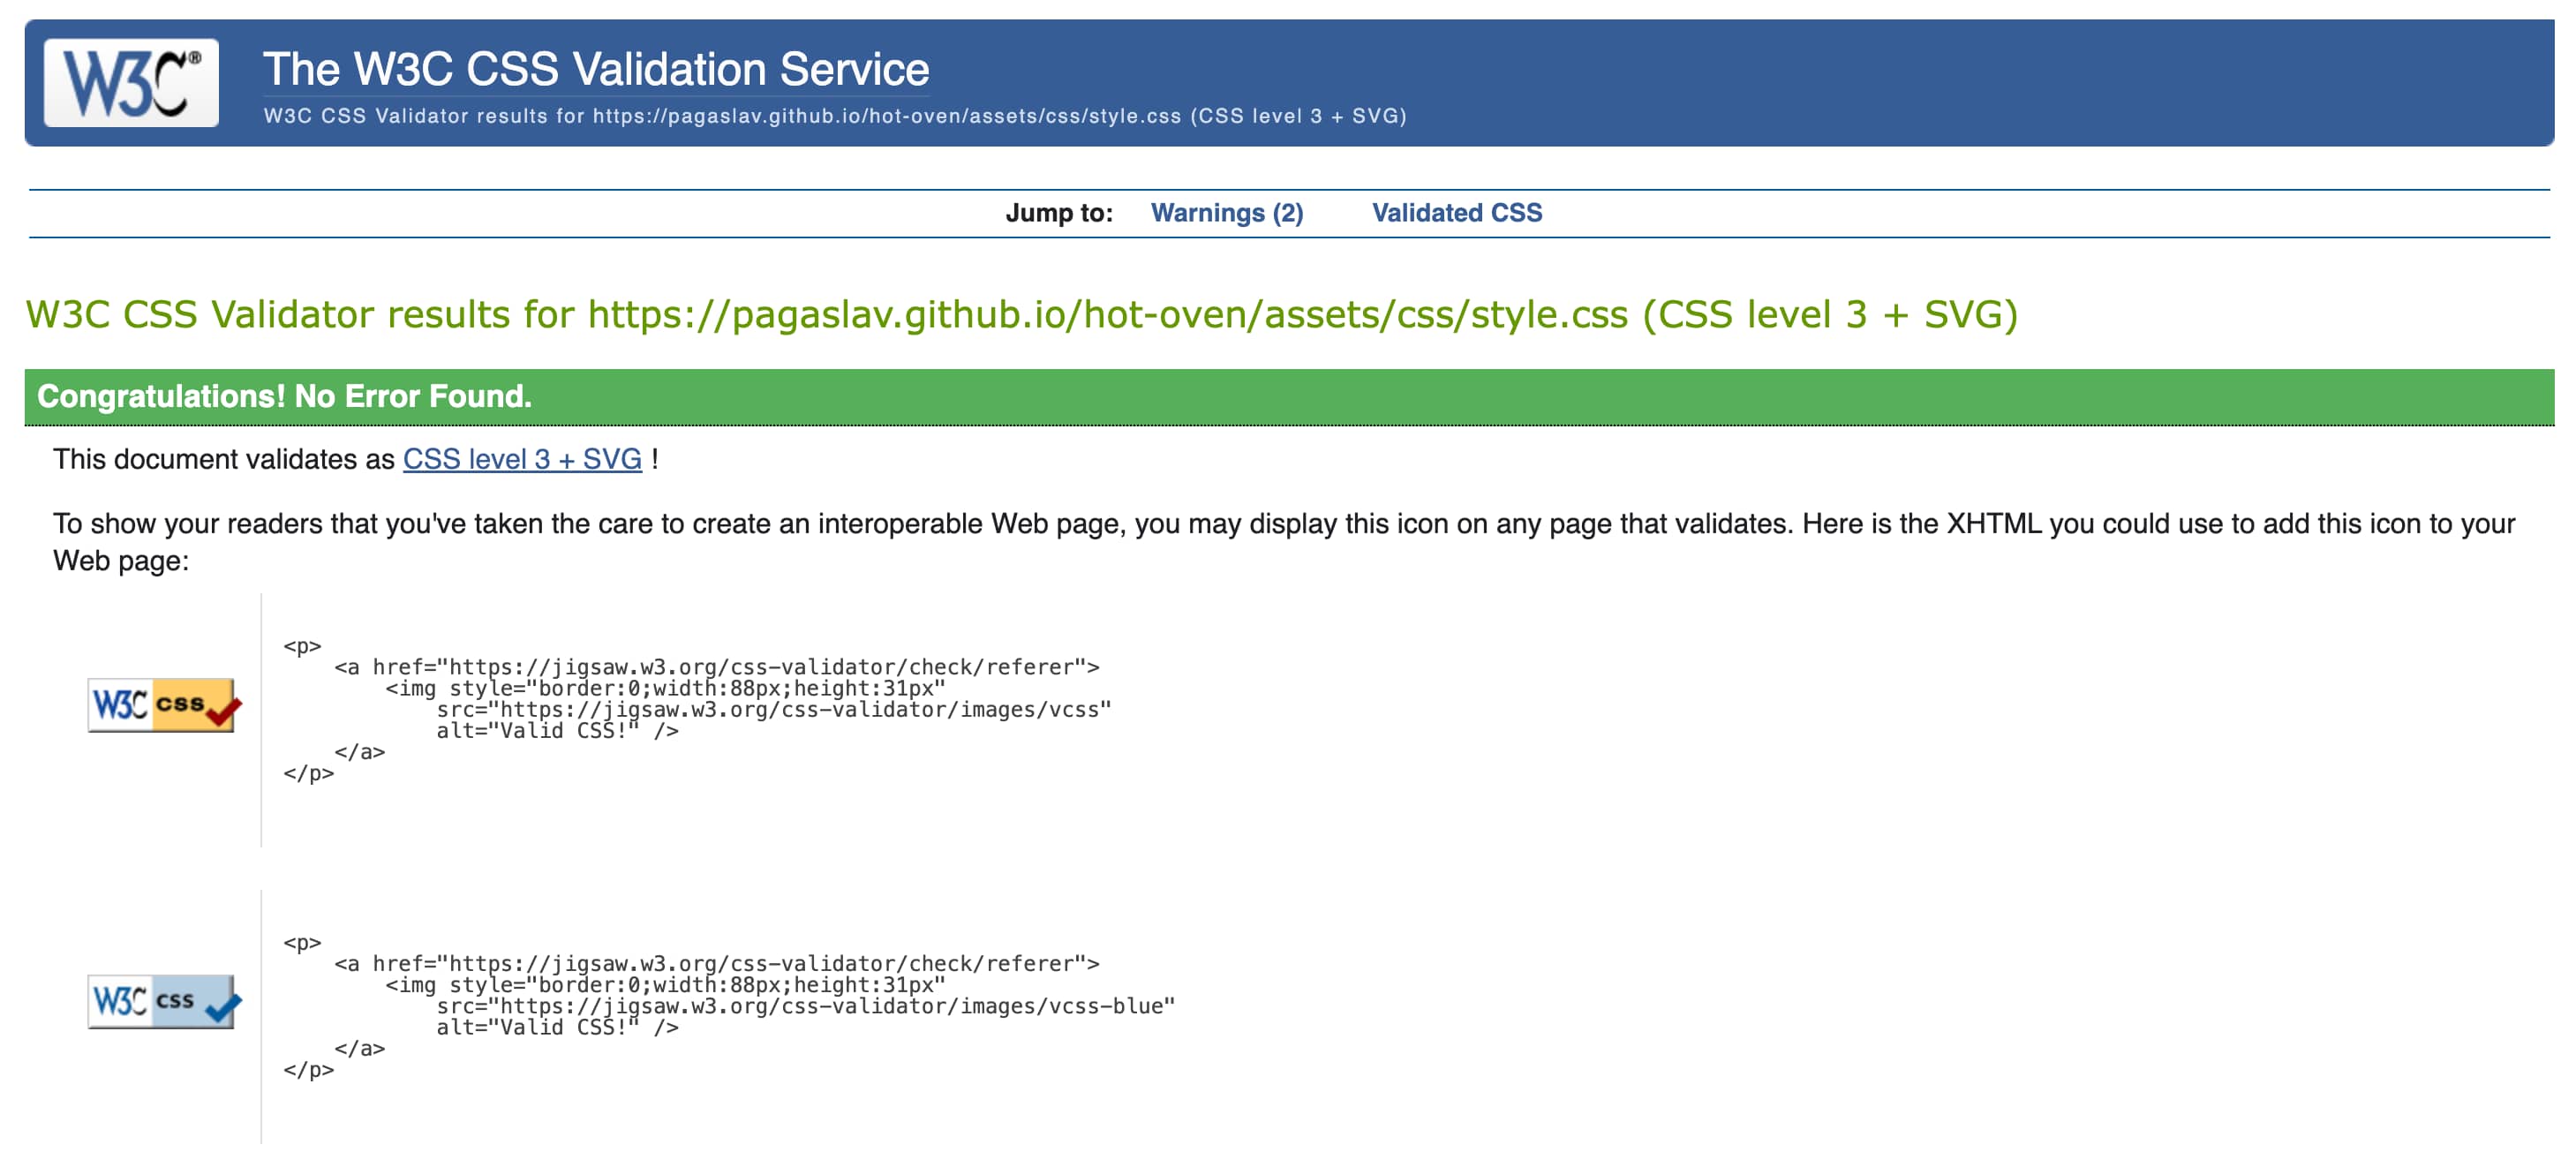 W3C®
The W3C CSS Validation Service
W3C CSS Validator results for https://pagaslav.github.io/hot-oven/assets/css/style.css (CSS level 3 + SVG)
Jump to: Warnings (2) Validated CSS
W3C CSS Validator results for https://pagaslav.github.io/hot-oven/assets/css/style.css (CSS level 3 + SVG)
Congratulations! No Error Found.
This document validates as CSS level 3 + SVG !
To show your readers that you've taken the care to create an interoperable Web page, you may display this icon on any page that validates. Here is the XHTML you could use to add this icon to your
Web page:
W3C css
<p>
<a href="https://jigsaw.w3.org/css-validator/check/referer">
<img style="border:0;width:88px;height:31px"
src="https://jigsaw.w3.org/css-validator/images/vcss"
alt="Valid CSS!" />
</a>
</p>
W3C css
<p>
<a href="https://jigsaw.w3.org/css-validator/check/referer">
<img style="border:0;width:88px;height:31px"
src="https://jigsaw.w3.org/css-validator/images/vcss-blue"
alt="Valid CSS!" />
</a>
</p>